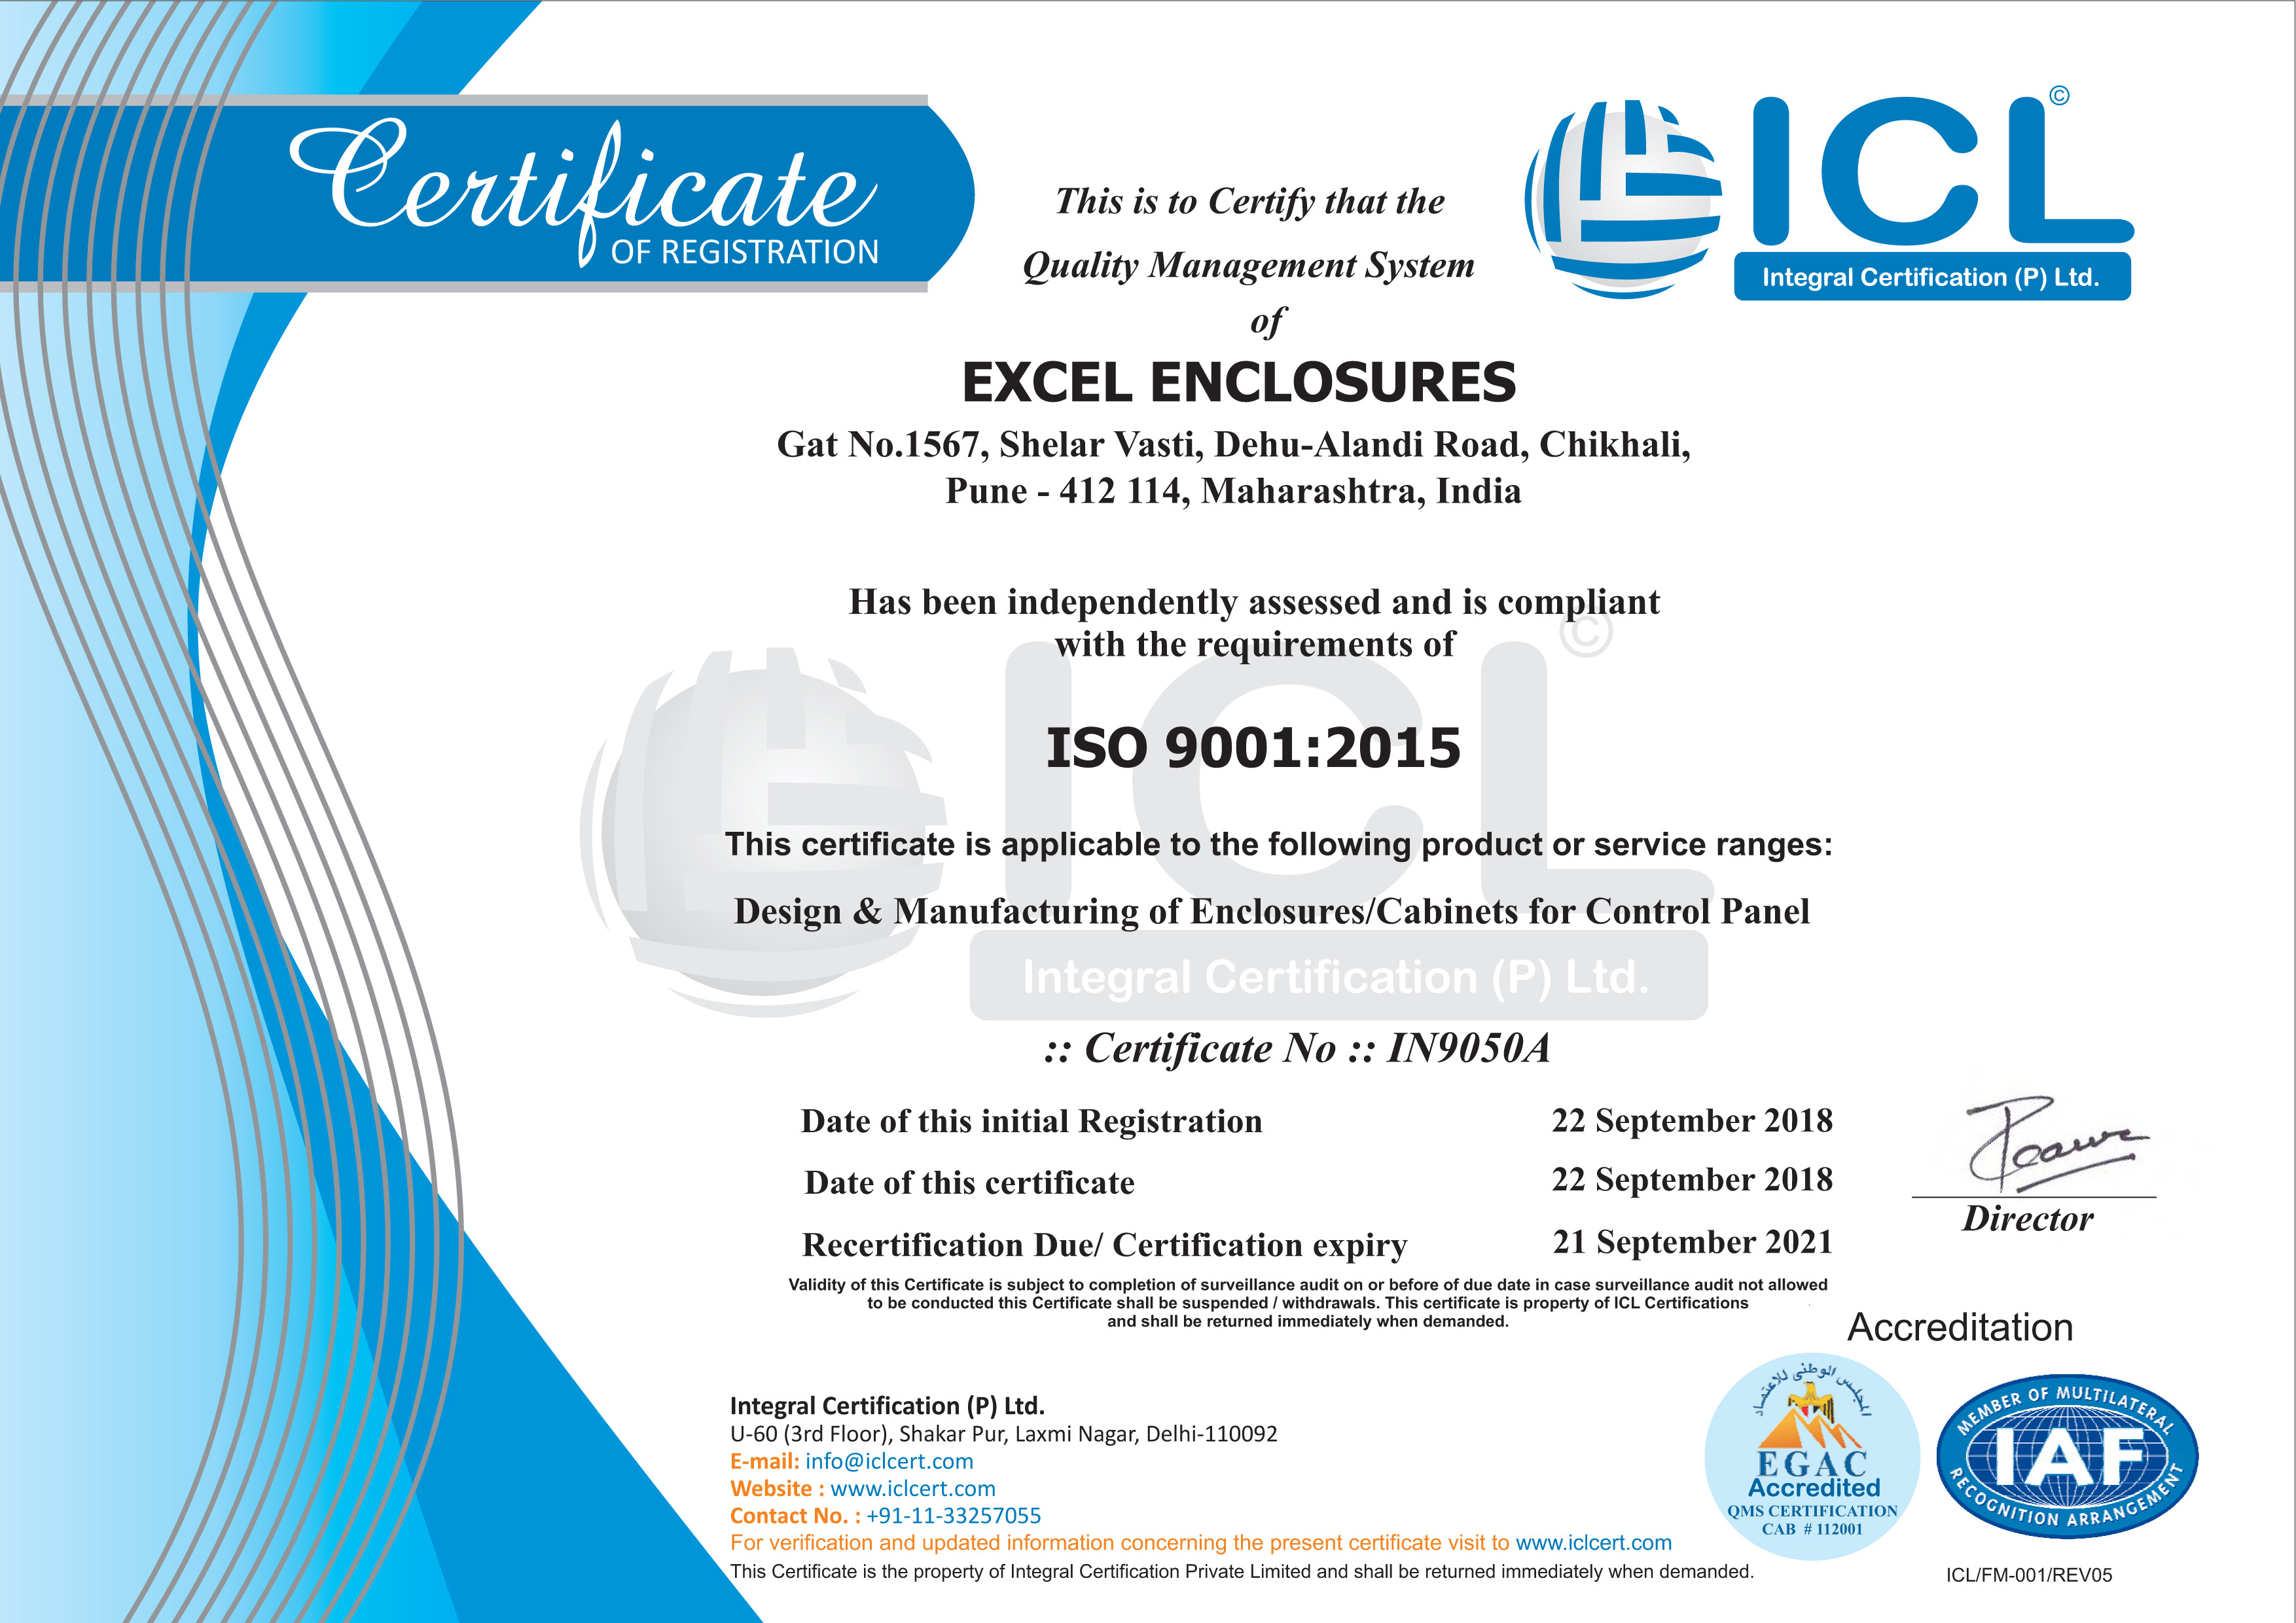 Certificate
OF REGISTRATION
This is to Certify that the
Quality Management System
of
ICL ©
Integral Certification (P) Ltd.
EXCEL ENCLOSURES
Gat No.1567, Shelar Vasti, Dehu-Alandi Road, Chikhali,
Pune - 412 114, Maharashtra, India
Has been independently assessed and is compliant
with the requirements of
ICL ©
ISO 9001:2015
This certificate is applicable to the following product or service ranges:
Design & Manufacturing of Enclosures/Cabinets for Control Panel
Integral Certification (P) Ltd.
:: Certificate No :: IN9050A
Date of this initial Registration 22 September 2018
Date of this certificate 22 September 2018
Recertification Due/ Certification expiry 21 September 2021
Director
Validity of this Certificate is subject to completion of surveillance audit on or before of due date in case surveillance audit not allowed
to be conducted this Certificate shall be suspended / withdrawals. This certificate is property of ICL Certifications
and shall be returned immediately when demanded.
Accreditation
Integral Certification (P) Ltd.
U-60 (3rd Floor), Shakar Pur, Laxmi Nagar, Delhi-110092
E-mail: info@iclcert.com
Website : www.iclcert.com
Contact No. : +91-11-33257055
For verification and updated information concerning the present certificate visit to www.iclcert.com
This Certificate is the property of Integral Certification Private Limited and shall be returned immediately when demanded.
المجلس الوطنى للاعتماد
EGAC
Accredited
QMS CERTIFICATION
CAB # 112001
MEMBER OF MULTILATERAL
IAF
RECOGNITION ARRANGEMENT
ICL/FM-001/REV05